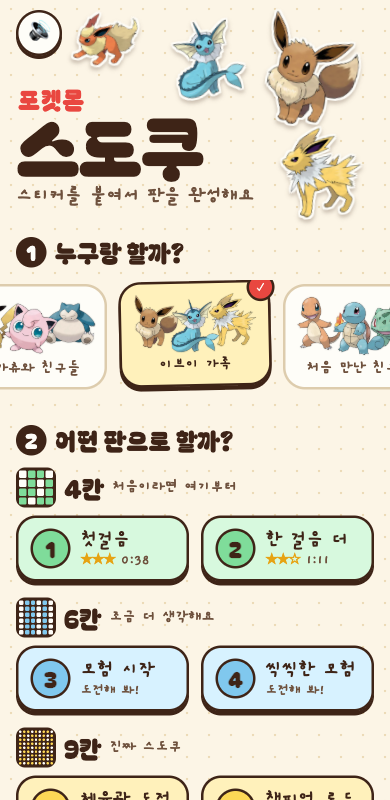 포켓몬
스도쿠
스티커를 붙여서 판을 완성해요
1 누구랑 할까?
와 친구들
이브이 가족
처음 만난 친
2 어떤 판으로 할까?
4칸 처음이라면 여기부터
1 첫걸음
★★★ 0:38
2 한 걸음 더
★★☆ 1:11
6칸 조금 더 생각해요
3 모험 시작
도전해 봐!
4 씩씩한 모험
도전해 봐!
9칸 진짜 스도쿠